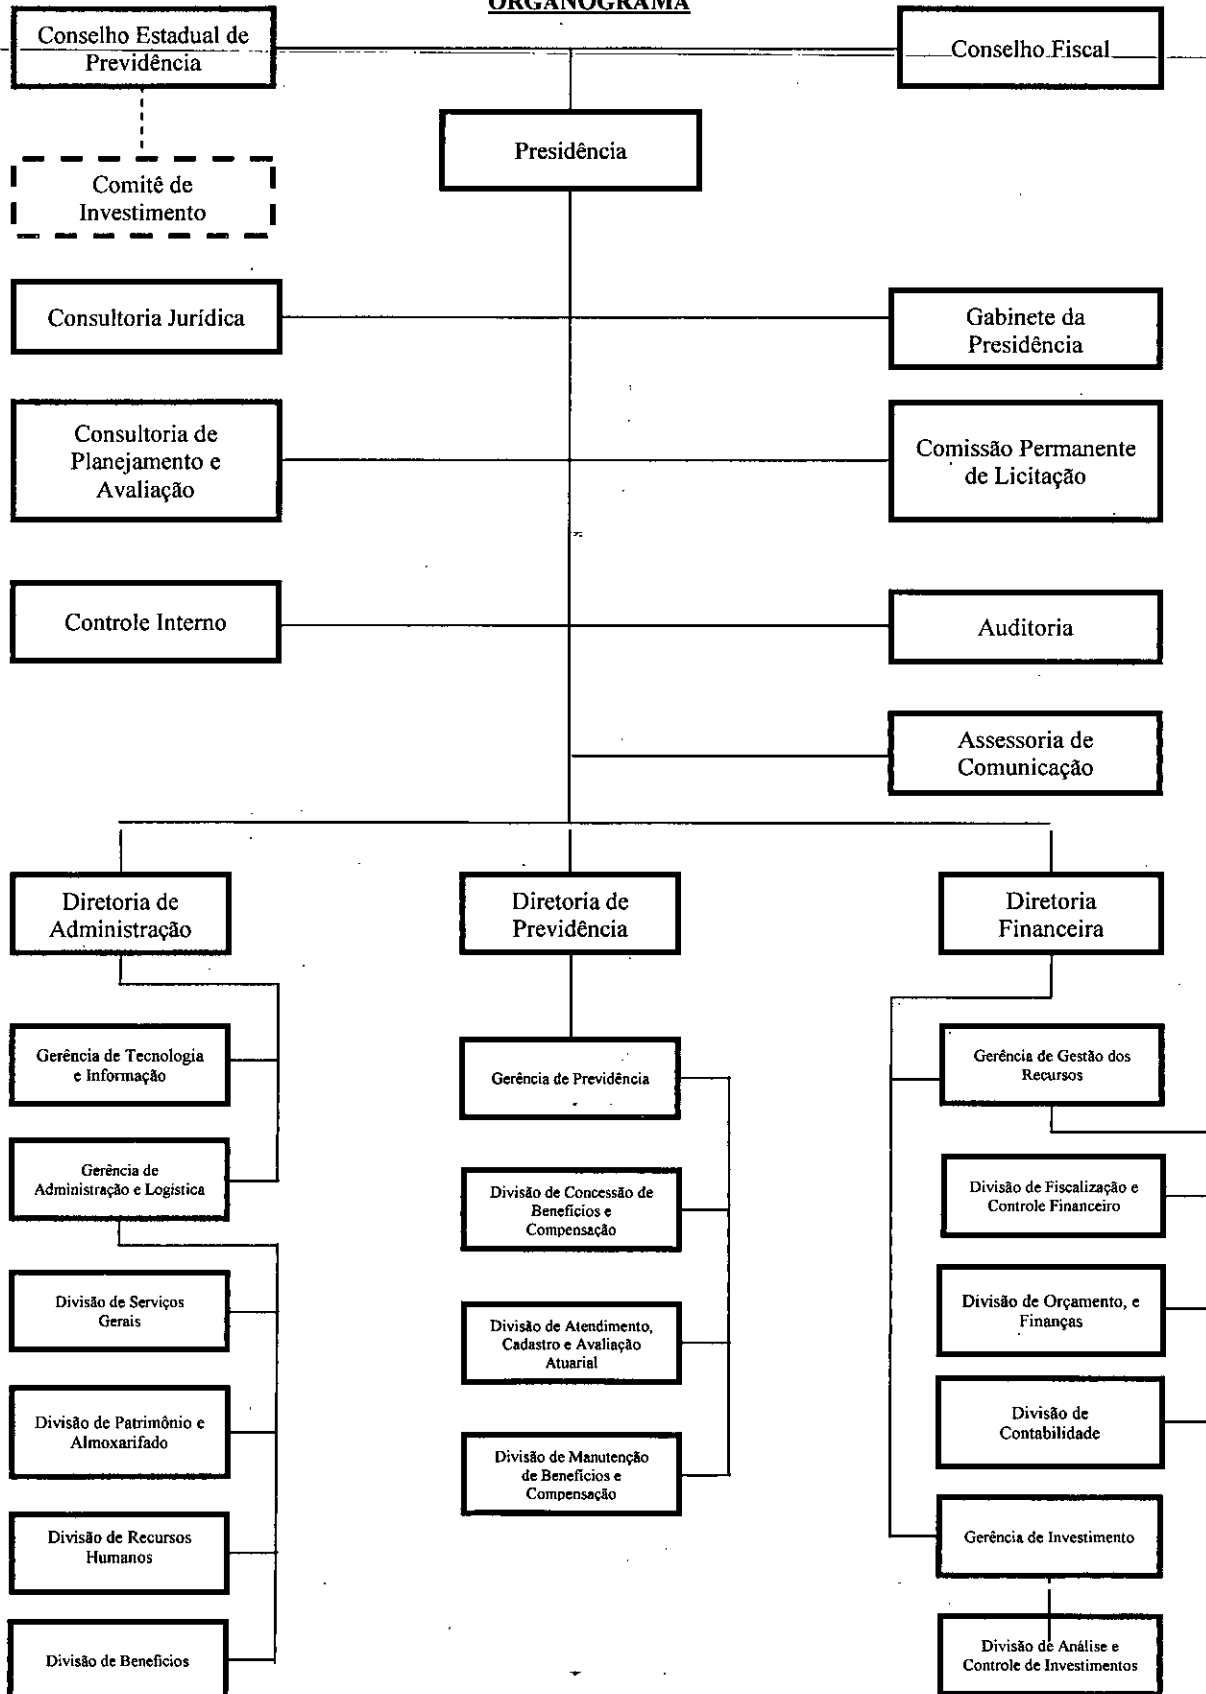 ORGANOGRAMA
Conselho Estadual de
Previdência
Conselho Fiscal
Presidência
Comitê de
Investimento
Consultoria Jurídica
Gabinete da
Presidência
Consultoria de
Planejamento e
Avaliação
Comissão Permanente
de Licitação
Controle Interno
Auditoria
Assessoria de
Comunicação
Diretoria de
Administração
Diretoria de
Previdência
Diretoria
Financeira
Gerência de Tecnologia
e Informação
Gerência de Previdência
Gerência de Gestão dos
Recursos
Gerência de
Administração e Logística
Divisão de Concessão de
Benefícios e
Compensação
Divisão de Fiscalização e
Controle Financeiro
Divisão de Serviços
Gerais
Divisão de Atendimento,
Cadastro e Avaliação
Atuarial
Divisão de Orçamento, e
Finanças
Divisão de Patrimônio e
Almoxarifado
Divisão de Manutenção
de Benefícios e
Compensação
Divisão de
Contabilidade
Divisão de Recursos
Humanos
Gerência de Investimento
Divisão de Benefícios
Divisão de Análise e
Controle de Investimentos